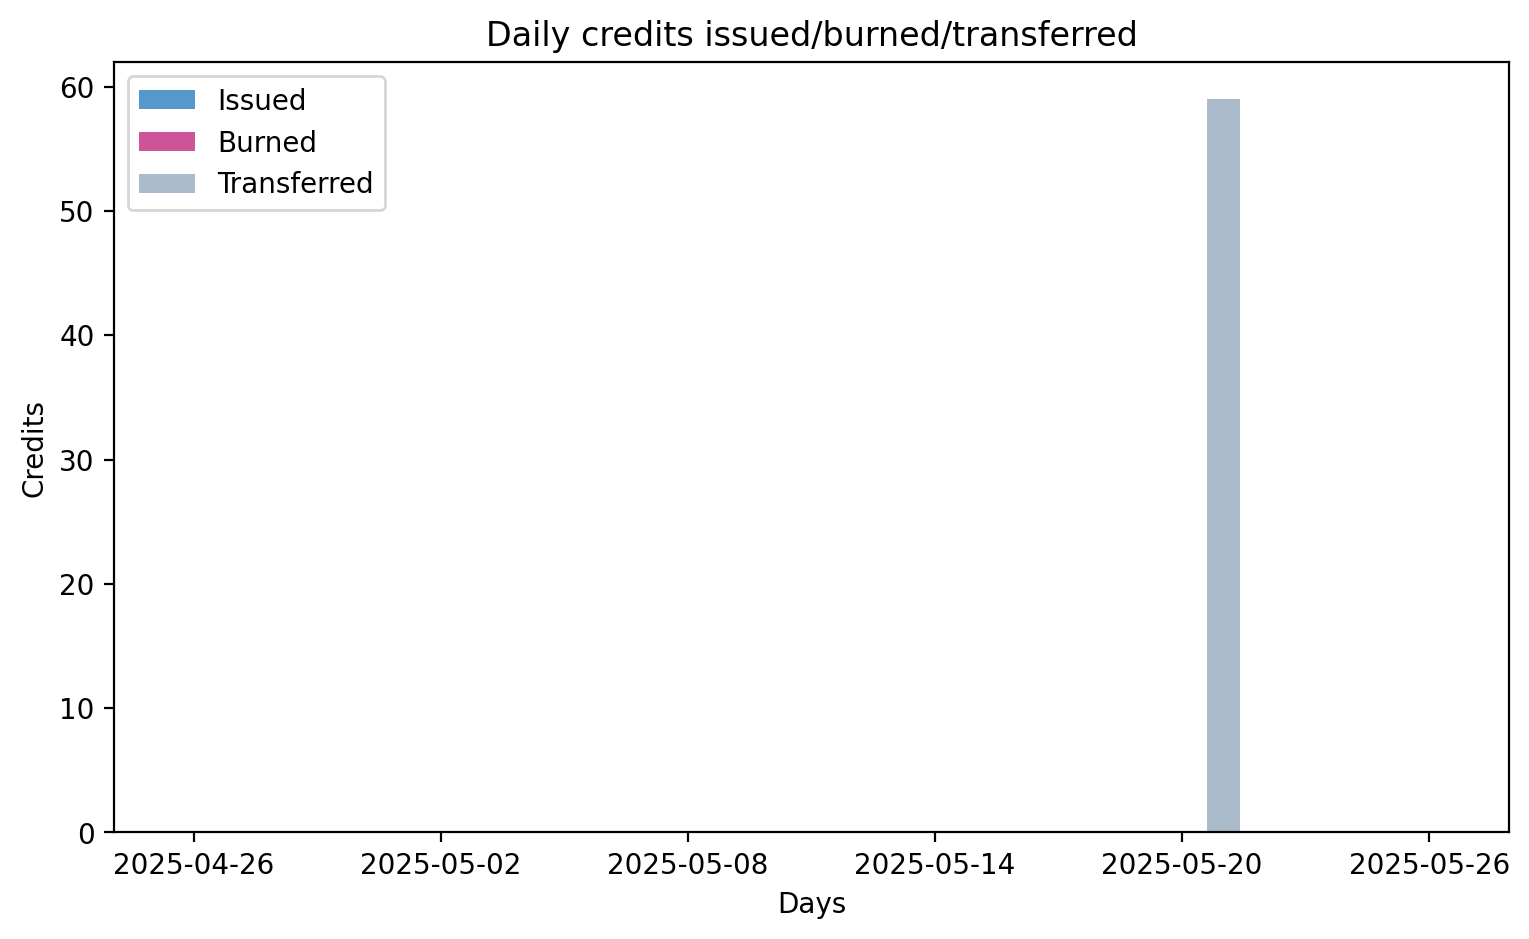 Daily credits issued/burned/transferred
Issued
Burned
Transferred
60
50
40
30
20
10
0
Credits
2025-04-26 2025-05-02 2025-05-08 2025-05-14 2025-05-20 2025-05-26
Days